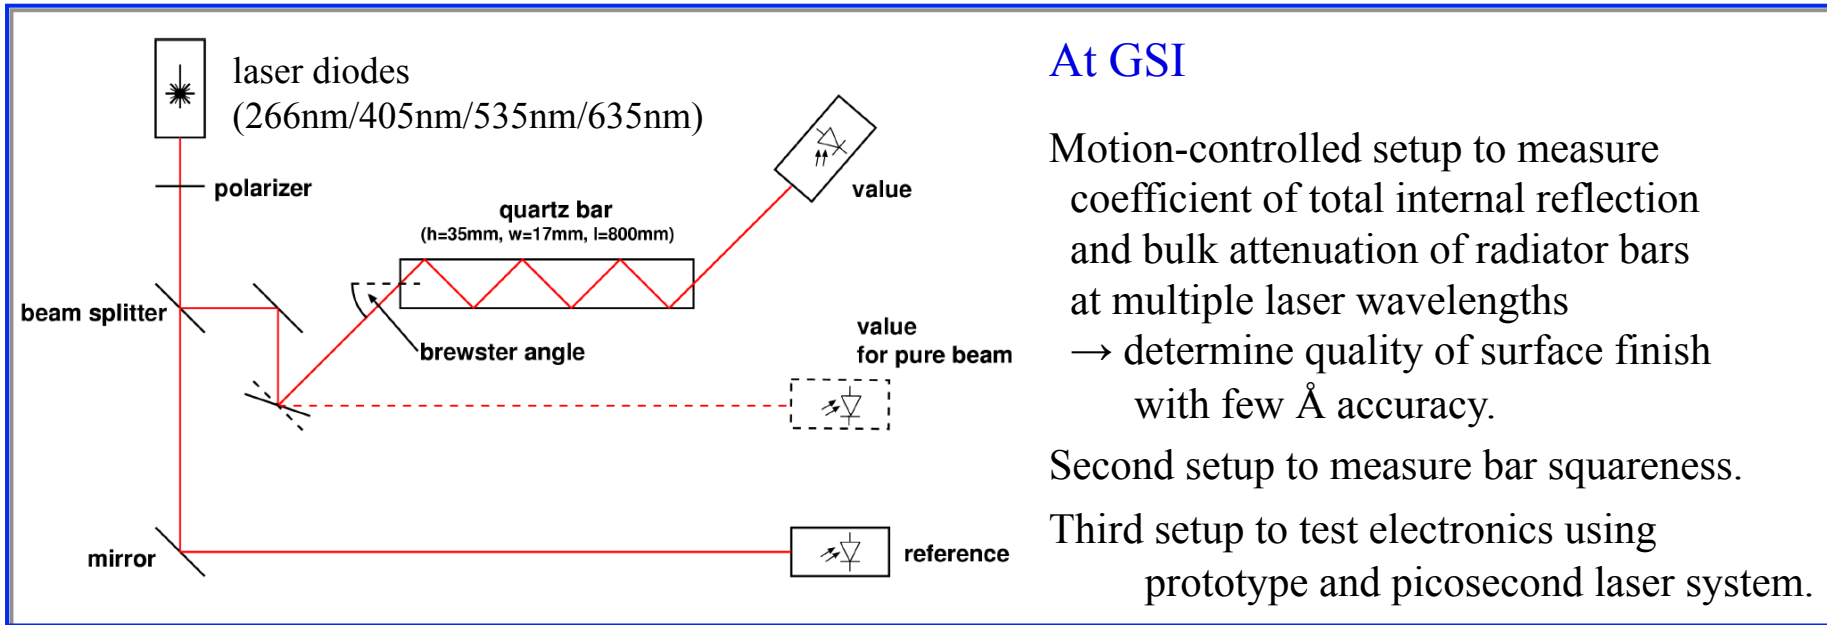 laser diodes
(266nm/405nm/535nm/635nm)
polarizer
quartz bar
(h=35mm, w=17mm, l=800mm)
value
beam splitter
brewster angle
value
for pure beam
mirror
reference
At GSI
Motion-controlled setup to measure
coefficient of total internal reflection
and bulk attenuation of radiator bars
at multiple laser wavelengths
→ determine quality of surface finish
with few Å accuracy.
Second setup to measure bar squareness.
Third setup to test electronics using
prototype and picosecond laser system.